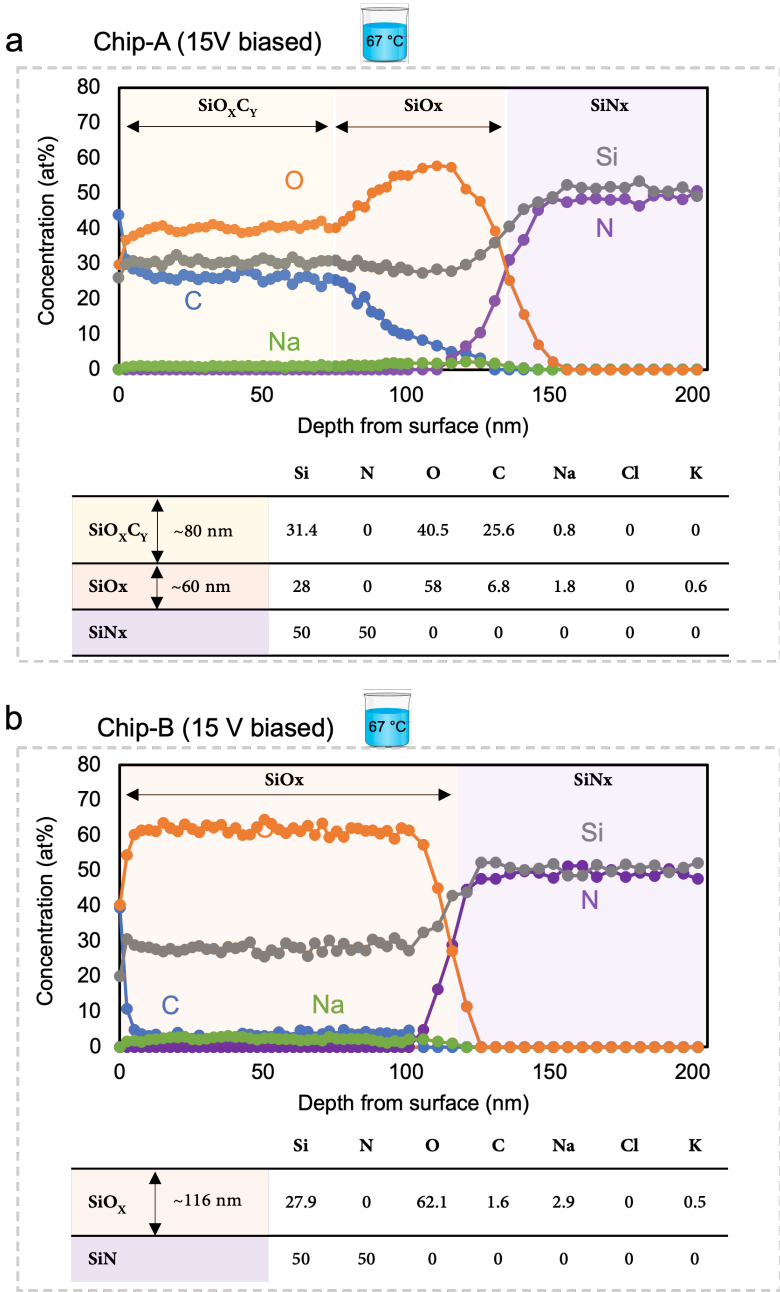 a
Chip-A (15V biased)
67 °C
80
70
60
50
40
30
20
10
0
Concentration (at%)
SiOXCY
SiOx
SiNx
O
Si
N
C
Na
0 50 100 150 200
Depth from surface (nm)
Si N O C Na Cl K
SiOXCY ~80 nm 31.4 0 40.5 25.6 0.8 0 0
SiOx ~60 nm 28 0 58 6.8 1.8 0 0.6
SiNx 50 50 0 0 0 0 0
b
Chip-B (15 V biased)
67 °C
80
70
60
50
40
30
20
10
0
Concentration (at%)
SiOx
SiNx
O
Si
N
C
Na
0 50 100 150 200
Depth from surface (nm)
Si N O C Na Cl K
SiOX ~116 nm 27.9 0 62.1 1.6 2.9 0 0.5
SiN 50 50 0 0 0 0 0